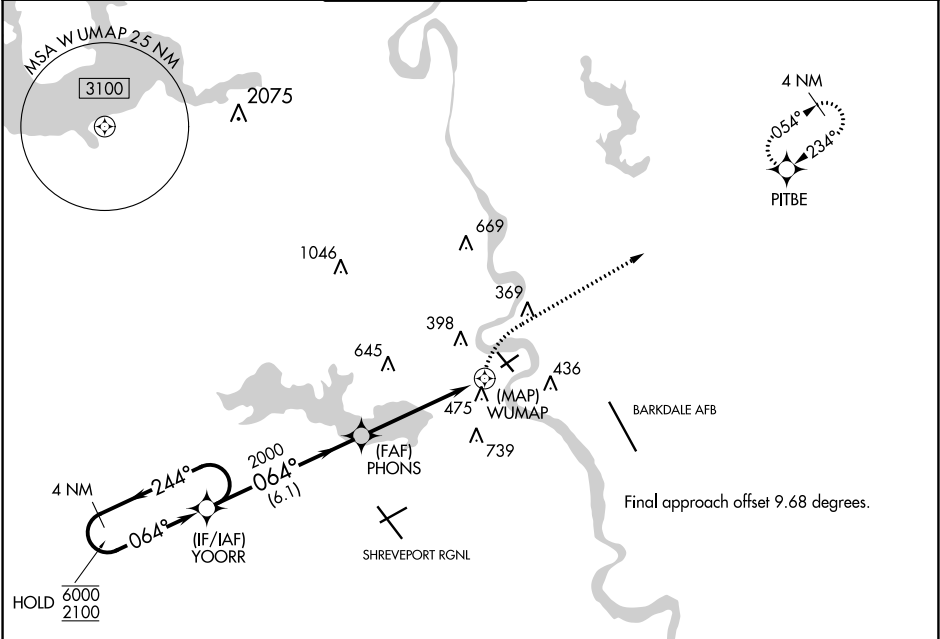 MSA WUMAP 25 NM
3100
2075
4 NM
054°
234°
PITBE
669
1046
369
398
645
436
(MAP)
WUMAP
475
BARKDALE AFB
739
(FAF)
PHONS
2000
064°
(6.1)
244°
4 NM
064°
(IF/IAF)
YOORR
Final approach offset 9.68 degrees.
SHREVEPORT RGNL
HOLD
6000
2100